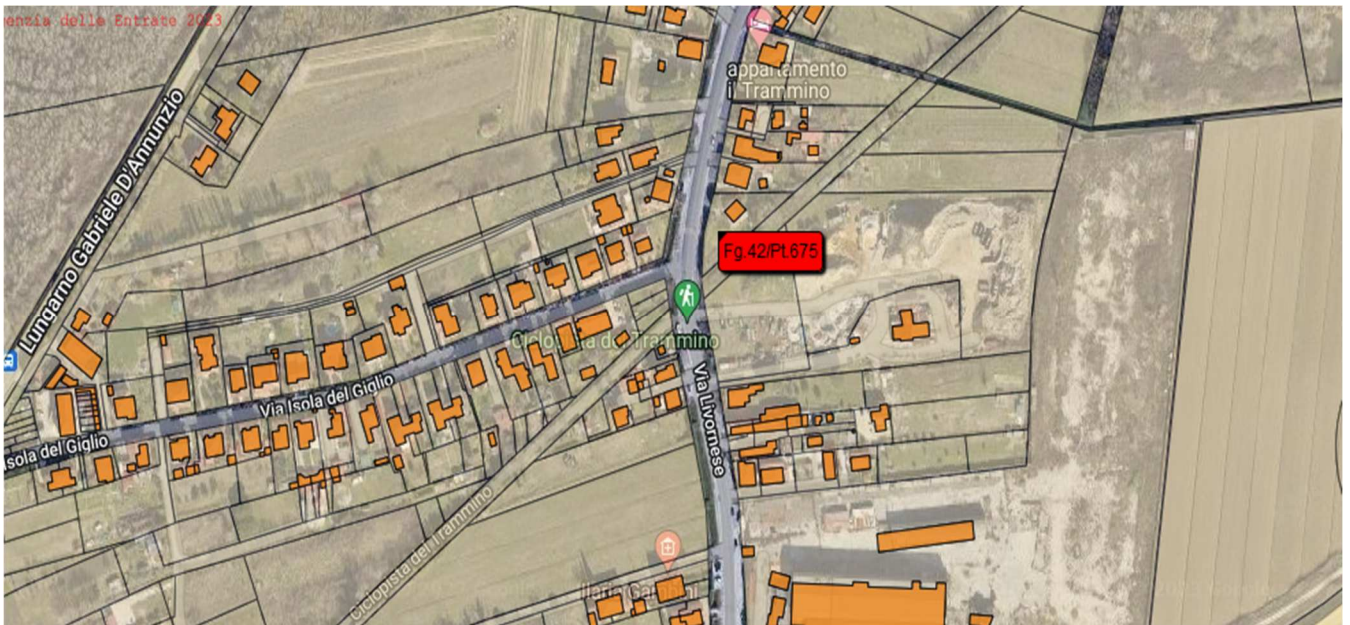 enzia delle Entrate 2023
appartamento
il Trammino
Lungarno Gabriele D'Annunzio
Fg.42/Pt.675
Ciclopista del Trammino
Via Isola del Giglio
Via Livornese
Isola del Giglio
Ciclopista del Trammino